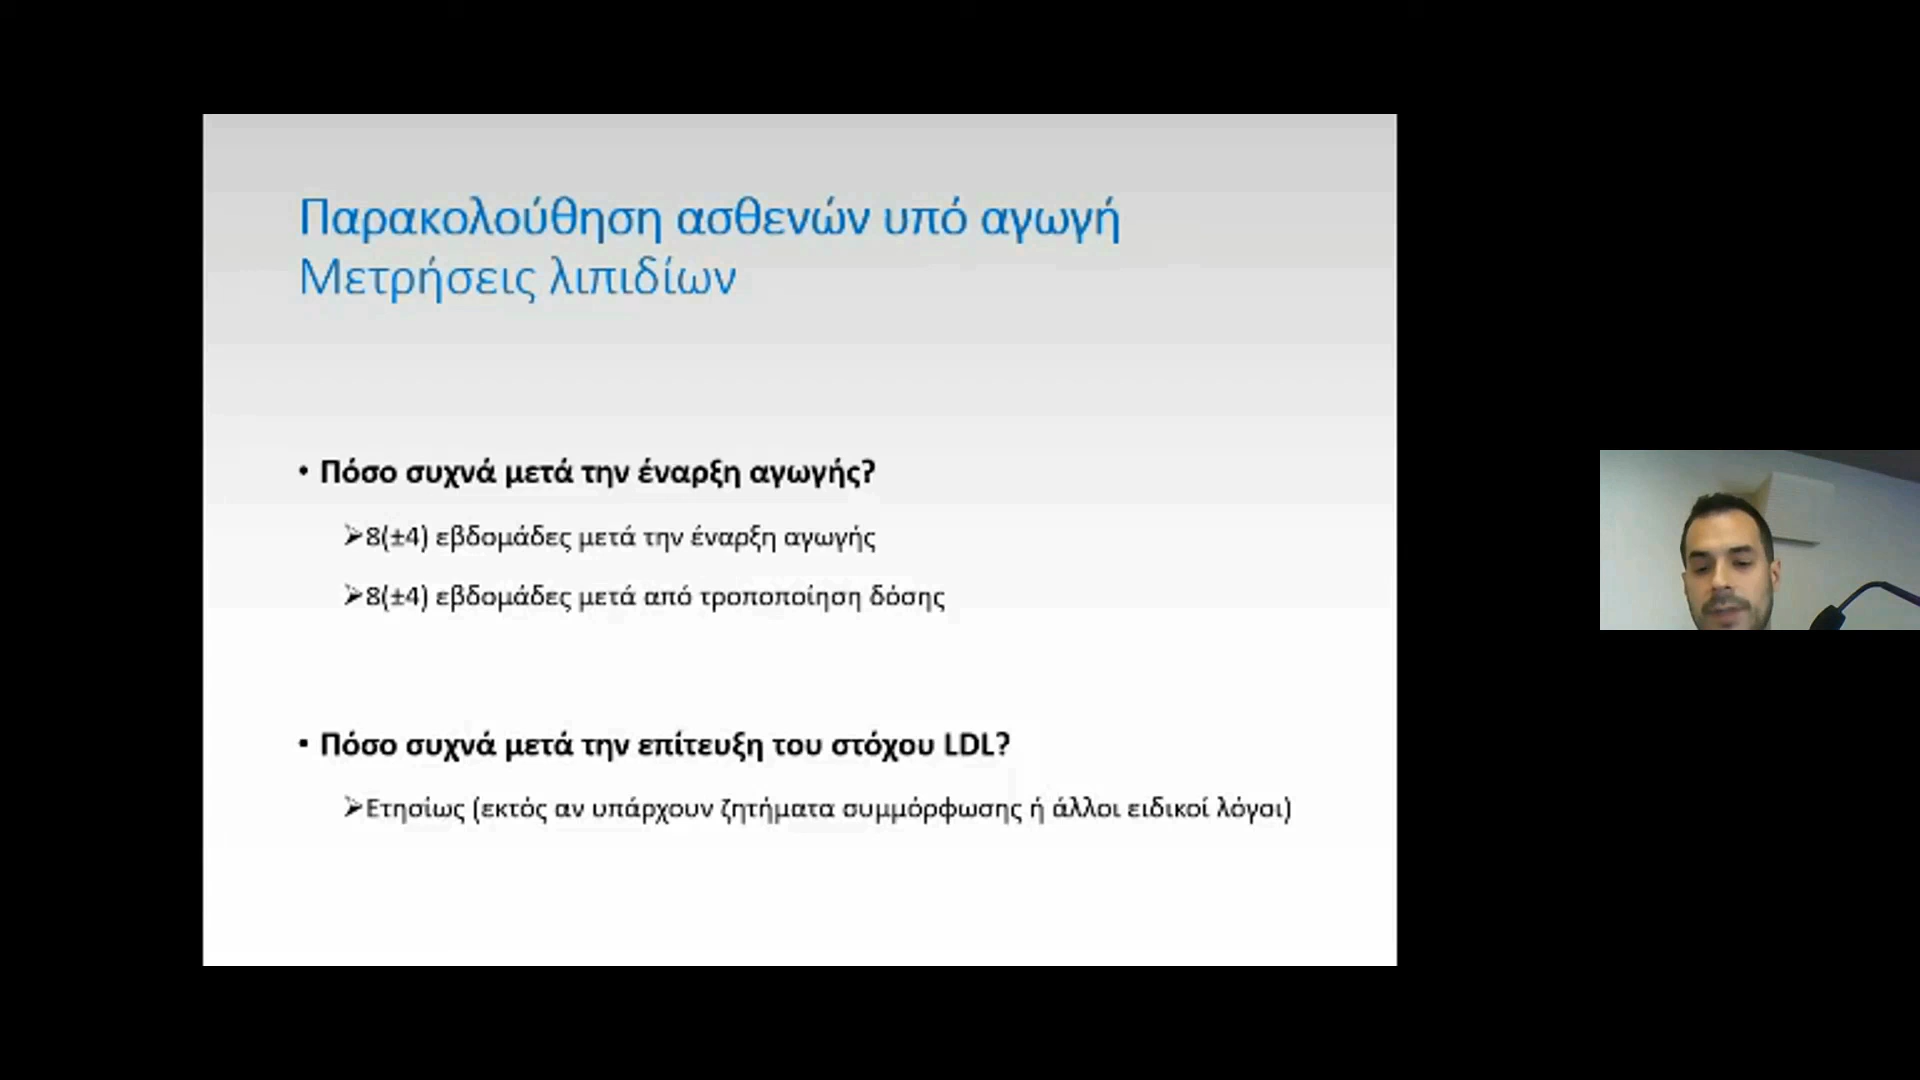 Παρακολούθηση ασθενών υπό αγωγή
Μετρήσεις λιπιδίων
• Πόσο συχνά μετά την έναρξη αγωγής?
➢8(±4) εβδομάδες μετά την έναρξη αγωγής
➢8(±4) εβδομάδες μετά από τροποποίηση δόσης
• Πόσο συχνά μετά την επίτευξη του στόχου LDL?
➢Ετησίως (εκτός αν υπάρχουν ζητήματα συμμόρφωσης ή άλλοι ειδικοί λόγοι)